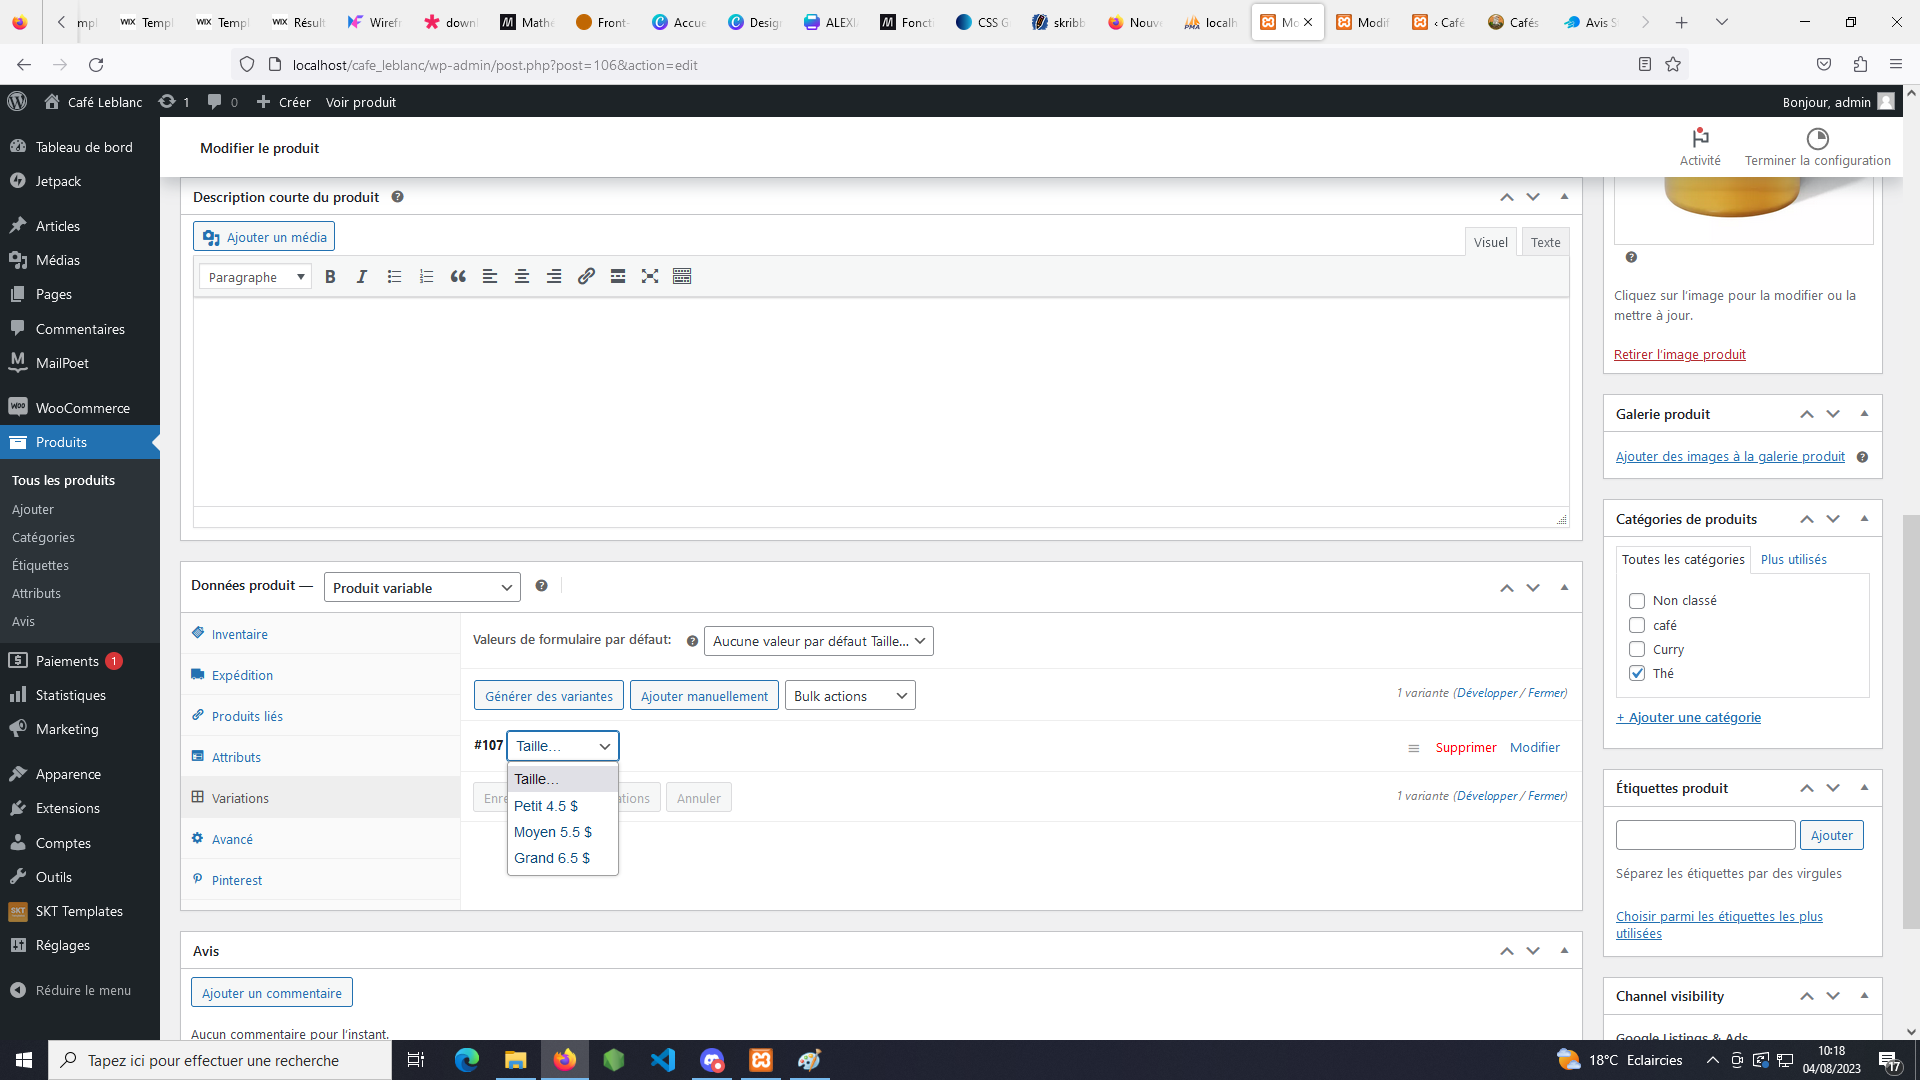 Templ
Templ
Résult
Wirefr
downl
Mathe
Front-
Accue
Design
ALEXI
Foncti
CSS G
skribb
Nouve
localh
Mo
Modif
‹ Café
Cafés
Avis S
localhost/cafe_leblanc/wp-admin/post.php?post=106&action=edit
Café Leblanc
1
0
Créer
Voir produit
Bonjour, admin
Tableau de bord
Jetpack
Articles
Médias
Pages
Commentaires
MailPoet
WooCommerce
Produits
Tous les produits
Ajouter
Catégories
Étiquettes
Attributs
Avis
Paiements 1
Statistiques
Marketing
Apparence
Extensions
Comptes
Outils
SKT Templates
Réglages
Réduire le menu
Modifier le produit
Activité
Terminer la configuration
Description courte du produit
Ajouter un média
Visuel
Texte
Paragraphe
Données produit —
Produit variable
Inventaire
Expédition
Produits liés
Attributs
Variations
Avancé
Pinterest
Valeurs de formulaire par défaut:
Aucune valeur par défaut Taille...
Générer des variantes
Ajouter manuellement
Bulk actions
1 variante (Développer / Fermer)
#107
Taille...
Supprimer
Modifier
Taille...
Petit 4.5 $
Moyen 5.5 $
Grand 6.5 $
Annuler
1 variante (Développer / Fermer)
Avis
Ajouter un commentaire
Aucun commentaire pour l'instant.
Cliquez sur l'image pour la modifier ou la
mettre à jour.
Retirer l'image produit
Galerie produit
Ajouter des images à la galerie produit
Catégories de produits
Toutes les catégories
Plus utilisés
Non classé
café
Curry
Thé
+ Ajouter une catégorie
Étiquettes produit
Ajouter
Séparez les étiquettes par des virgules
Choisir parmi les étiquettes les plus
utilisées
Channel visibility
Google Listings & Ads
Tapez ici pour effectuer une recherche
18°C Eclaircies
10:18
04/08/2023
17